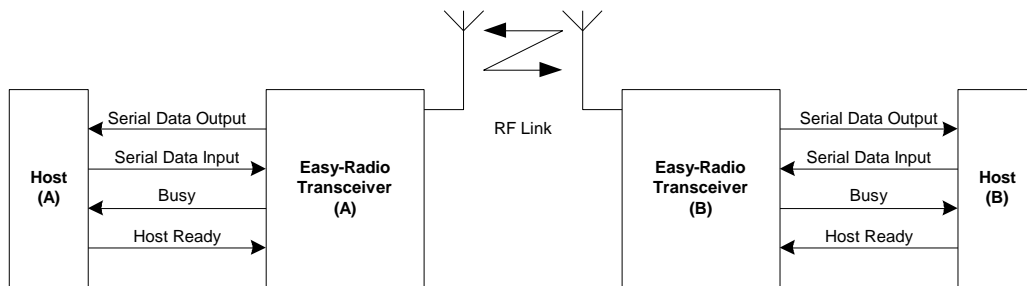 Serial Data Output
Serial Data Input
Busy
Host Ready
Host
(A)
Easy-Radio
Transceiver
(A)
RF Link
Easy-Radio
Transceiver
(B)
Serial Data Output
Serial Data Input
Busy
Host Ready
Host
(B)